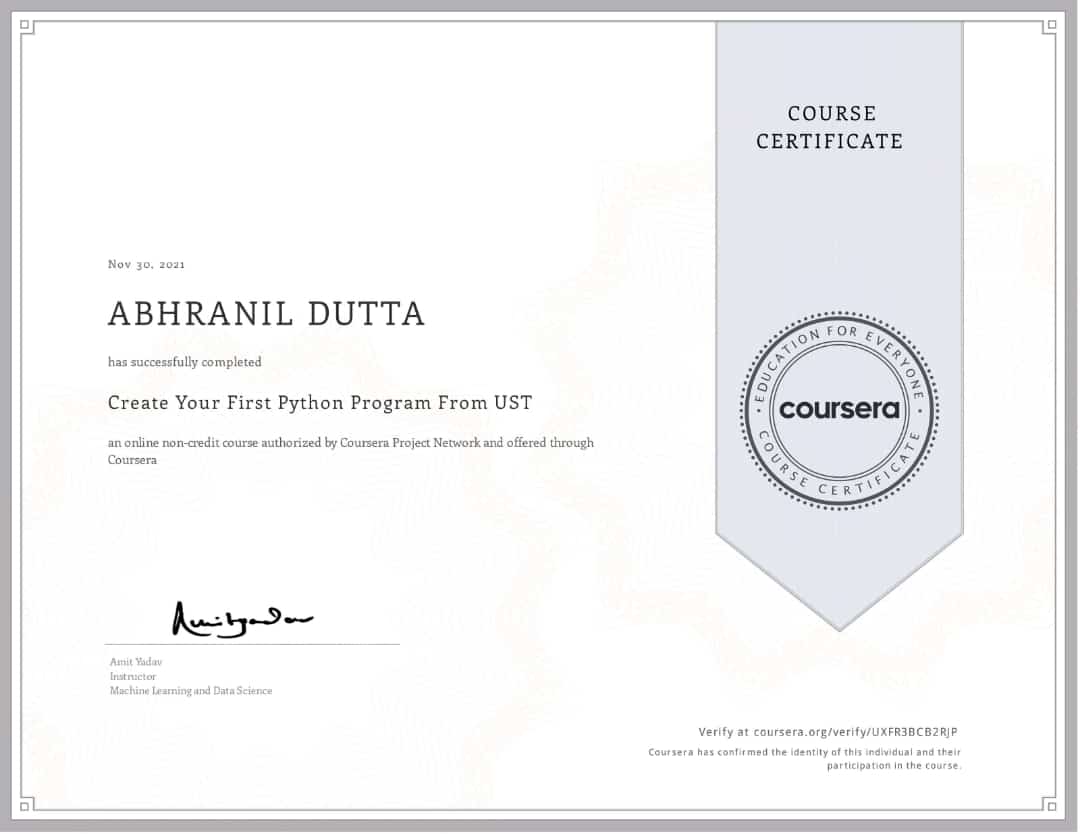 COURSE
CERTIFICATE
Nov 30, 2021
ABHRANIL DUTTA
has successfully completed
Create Your First Python Program From UST
an online non-credit course authorized by Coursera Project Network and offered through
Coursera
EDUCATION FOR EVERYONE
coursera
COURSE CERTIFICATE
Amityadav
Amit Yadav
Instructor
Machine Learning and Data Science
Verify at coursera.org/verify/UXFR3BCB2RJP
Coursera has confirmed the identity of this individual and their
participation in the course.